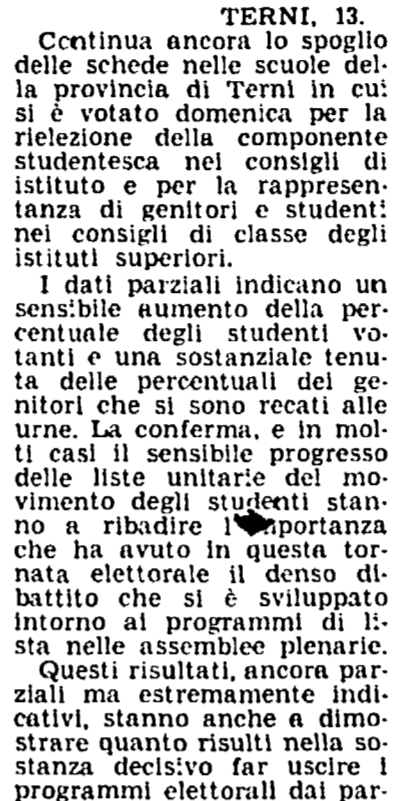 TERNI, 13.
Continua ancora lo spoglio
delle schede nelle scuole del-
la provincia di Terni in cui
si è votato domenica per la
rielezione della componente
studentesca nei consigli di
istituto e per la rappresen-
tanza di genitori e studenti
nei consigli di classe degli
istituti superiori.
I dati parziali indicano un
sensibile aumento della per-
centuale degli studenti vo-
tanti e una sostanziale tenu-
ta delle percentuali dei ge-
nitori che si sono recati alle
urne. La conferma, e in mol-
ti casi il sensibile progresso
delle liste unitarie del mo-
vimento degli studenti stan-
no a ribadire
che ha avuto in questa tor-
nata elettorale il denso di-
battito che si è sviluppato
intorno ai programmi di li-
sta nelle assemblee plenarie.
Questi risultati, ancora par-
ziali ma estremamente indi-
cativi, stanno anche a dimo-
strare quanto risulti nella so-
stanza decisivo far uscire i
programmi elettorali dai par-